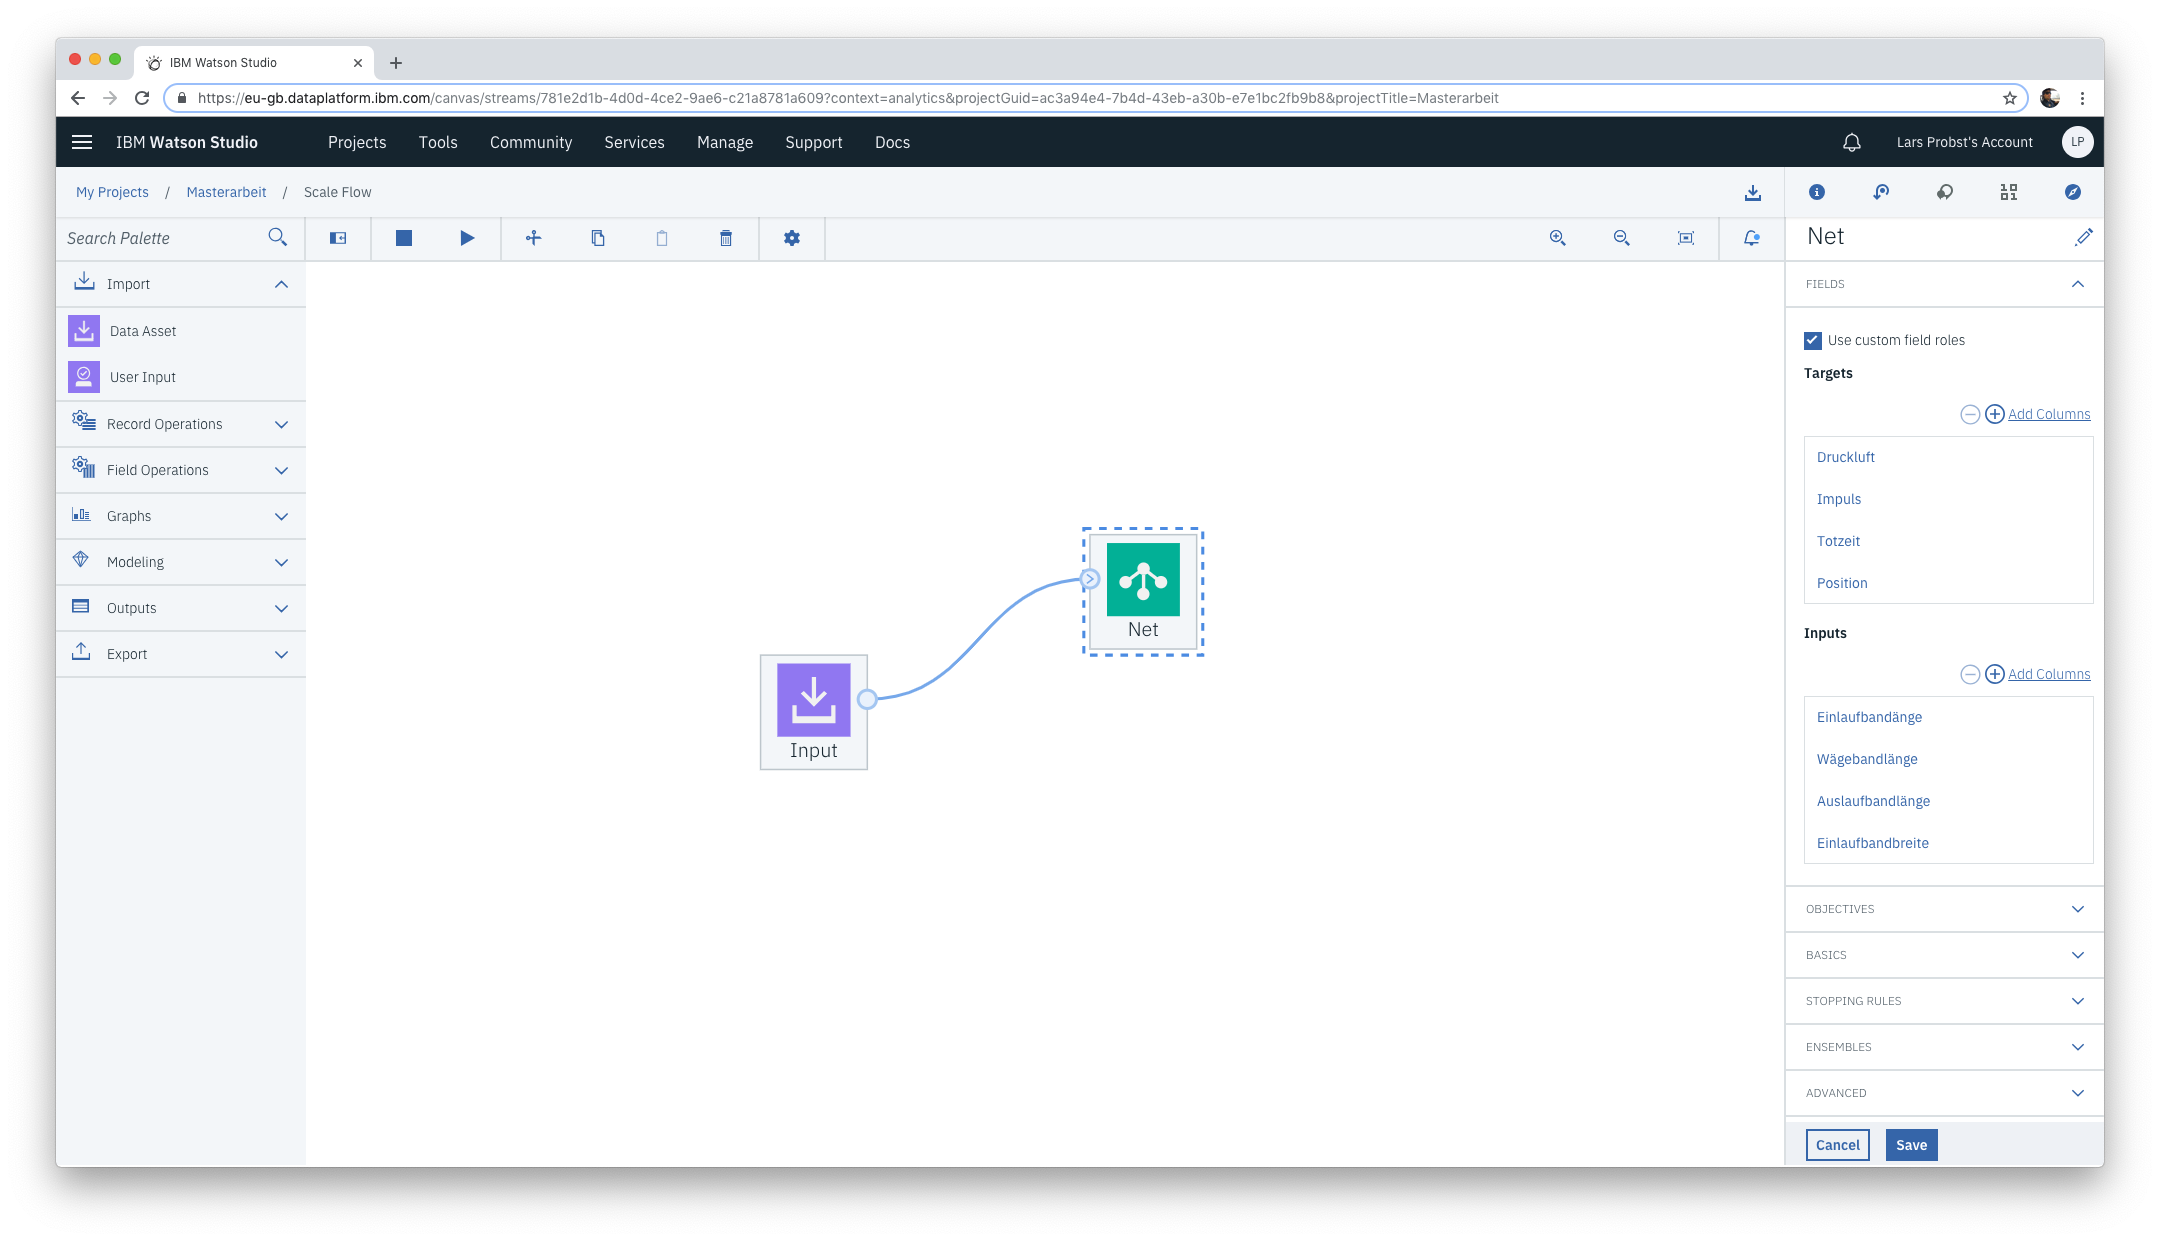 IBM Watson Studio
https://eu-gb.dataplatform.ibm.com/canvas/streams/781e2d1b-4d0d-4ce2-9ae6-c21a8781a609?context=analytics&projectGuid=ac3a94e4-7b4d-43eb-a30b-e7e1bc2fb9b8&projectTitle=Masterarbeit
IBM Watson Studio Projects Tools Community Services Manage Support Docs Lars Probst's Account LP
My Projects / Masterarbeit / Scale Flow
Search Palette
Import
Data Asset
User Input
Record Operations
Field Operations
Graphs
Modeling
Outputs
Export
Net
Input
Net
FIELDS
Use custom field roles
Targets
Add Columns
Druckluft
Impuls
Totzeit
Position
Inputs
Add Columns
Einlaufbandänge
Wägebandlänge
Auslaufbandlänge
Einlaufbandbreite
OBJECTIVES
BASICS
STOPPING RULES
ENSEMBLES
ADVANCED
Cancel Save